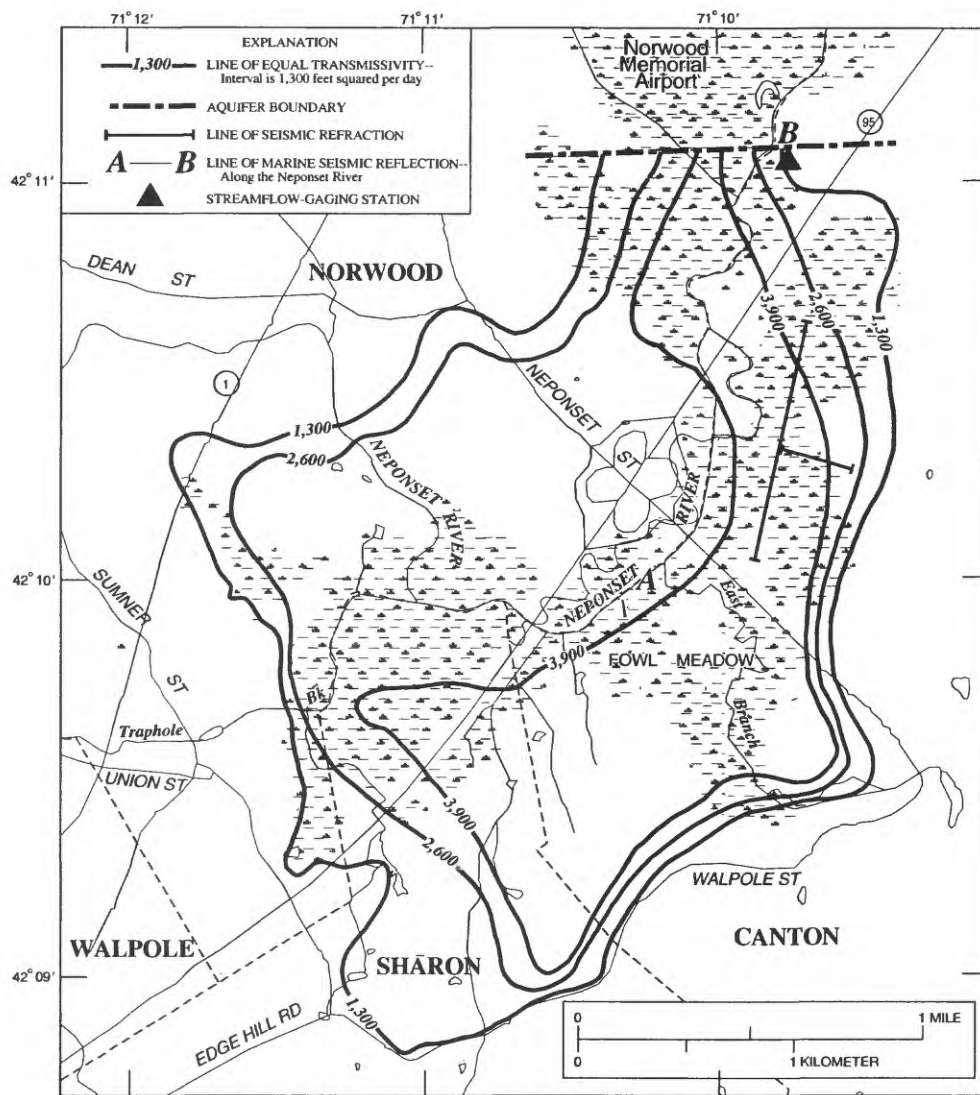 71°12'
71°11'
71°10'
EXPLANATION
1,300 LINE OF EQUAL TRANSMISSIVITY--
Interval is 1,300 feet squared per day
AQUIFER BOUNDARY
LINE OF SEISMIC REFRACTION
A B LINE OF MARINE SEISMIC REFLECTION--
Along the Neponset River
STREAMFLOW-GAGING STATION
Norwood
Memorial
Airport
95
B
42°11'
DEAN ST
NORWOOD
3,900
2,600
1,300
1
NEPONSET ST
1,300
2,600
NEPONSET RIVER
RIVER
NEPONSET
A
42°10'
SUMNER ST
East
Branch
3,900
FOWL MEADOW
Bk
Traphole
UNION ST
3,900
2,600
WALPOLE ST
WALPOLE
SHARON
CANTON
42°09'
1,300
EDGE HILL RD
0 1 MILE
0 1 KILOMETER